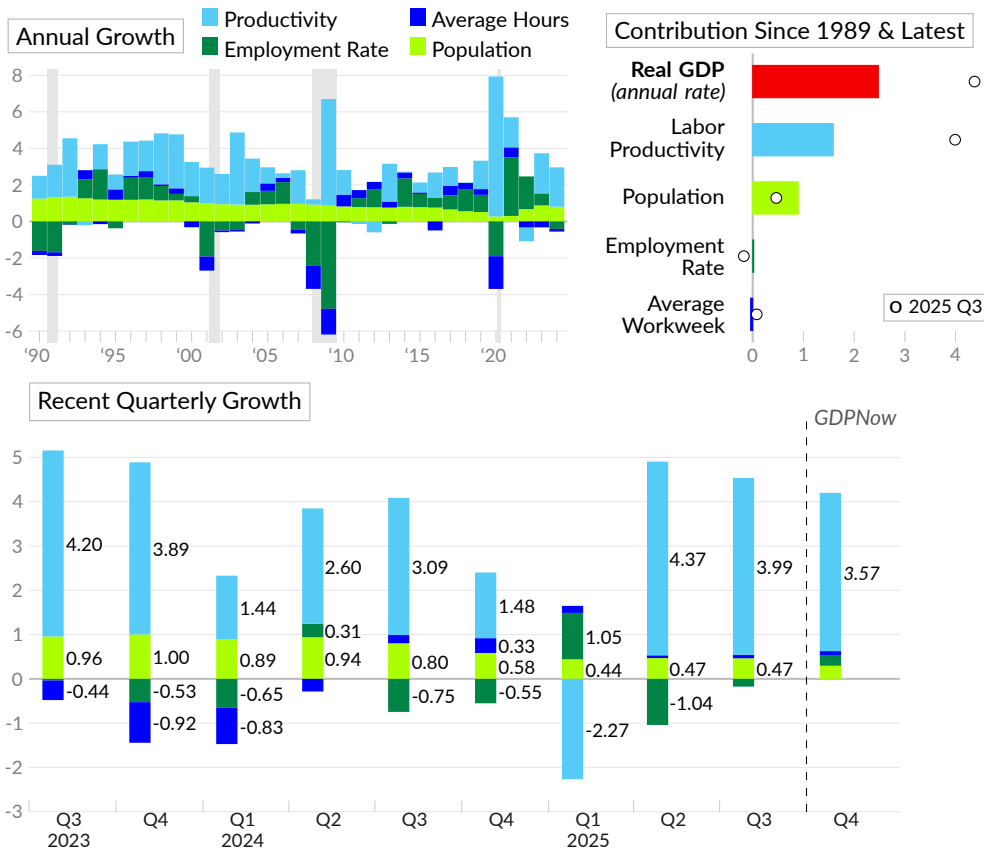 Productivity
Average Hours
Annual Growth
Employment Rate
Population
8
6
4
2
0
-2
-4
-6
'90
'95
'00
'05
'10
'15
'20
Contribution Since 1989 & Latest
Real GDP
(annual rate)
Labor
Productivity
Population
Employment
Rate
Average
Workweek
2025 Q3
0
1
2
3
4
Recent Quarterly Growth
GDPNow
5
4
3
2
1
0
-1
-2
-3
4.20
0.96
-0.44
3.89
1.00
-0.53
-0.92
1.44
0.89
-0.65
-0.83
2.60
0.31
0.94
3.09
0.80
-0.75
1.48
0.33
0.58
-0.55
1.05
0.44
-2.27
4.37
0.47
-1.04
3.99
0.47
3.57
Q3 Q4 Q1 Q2 Q3 Q4 Q1 Q2 Q3 Q4
2023 2024 2025